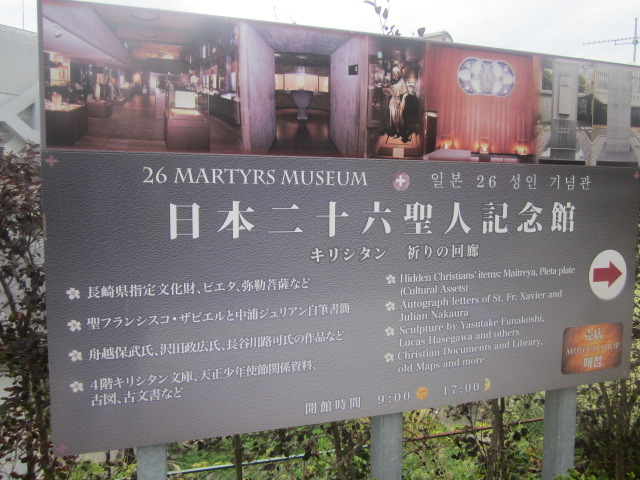 26 MARTYRS MUSEUM
일본 26 성인 기념관
日本二十六聖人記念館
キリシタン 祈りの回廊
長崎県指定文化財、ピエタ、弥勒菩薩など
聖フランシスコ・ザビエルと中浦ジュリアン自筆書簡
舟越保武氏、沢田政広氏、長谷川路可氏の作品など
4階キリシタン文庫、天正少年使節関係資料、
古図、古文書など
Hidden Christians' items: Maitreya, Pieta plate
(Cultural Assets)
Autograph letters of St. Fr. Xavier and
Julian Nakaura
Sculpture by Yasutake Funakoshi,
Lucas Hasegawa and others
Christian Documents and Library,
old Maps and more
売店
MUSEUM SHOP
매점
開館時間 9:00 17:00